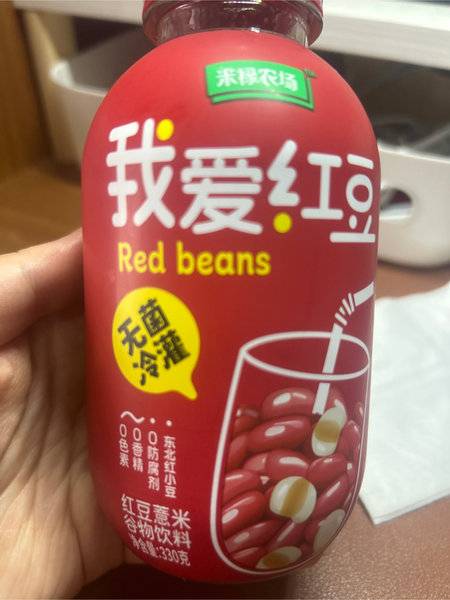 来禄农场
我爱红豆
Red beans
无菌
冷灌
东北红小豆
0防腐剂
0香精
0色素
红豆薏米
谷物饮料
净含量:330克